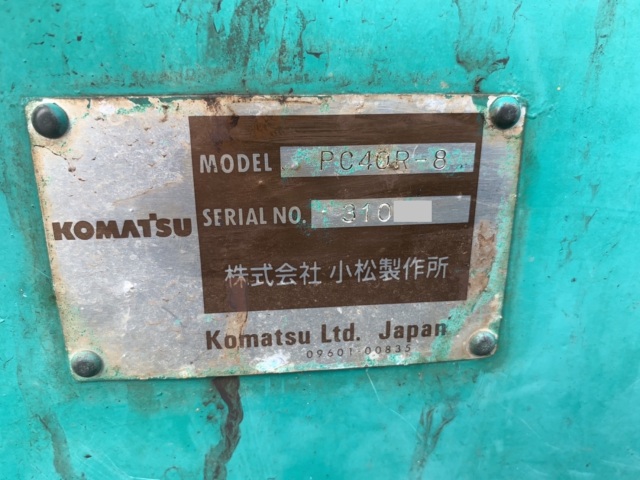 KOMATSU
MODEL PC40R-8
SERIAL NO. 310
株式会社 小松製作所
Komatsu Ltd. Japan
09601 00835